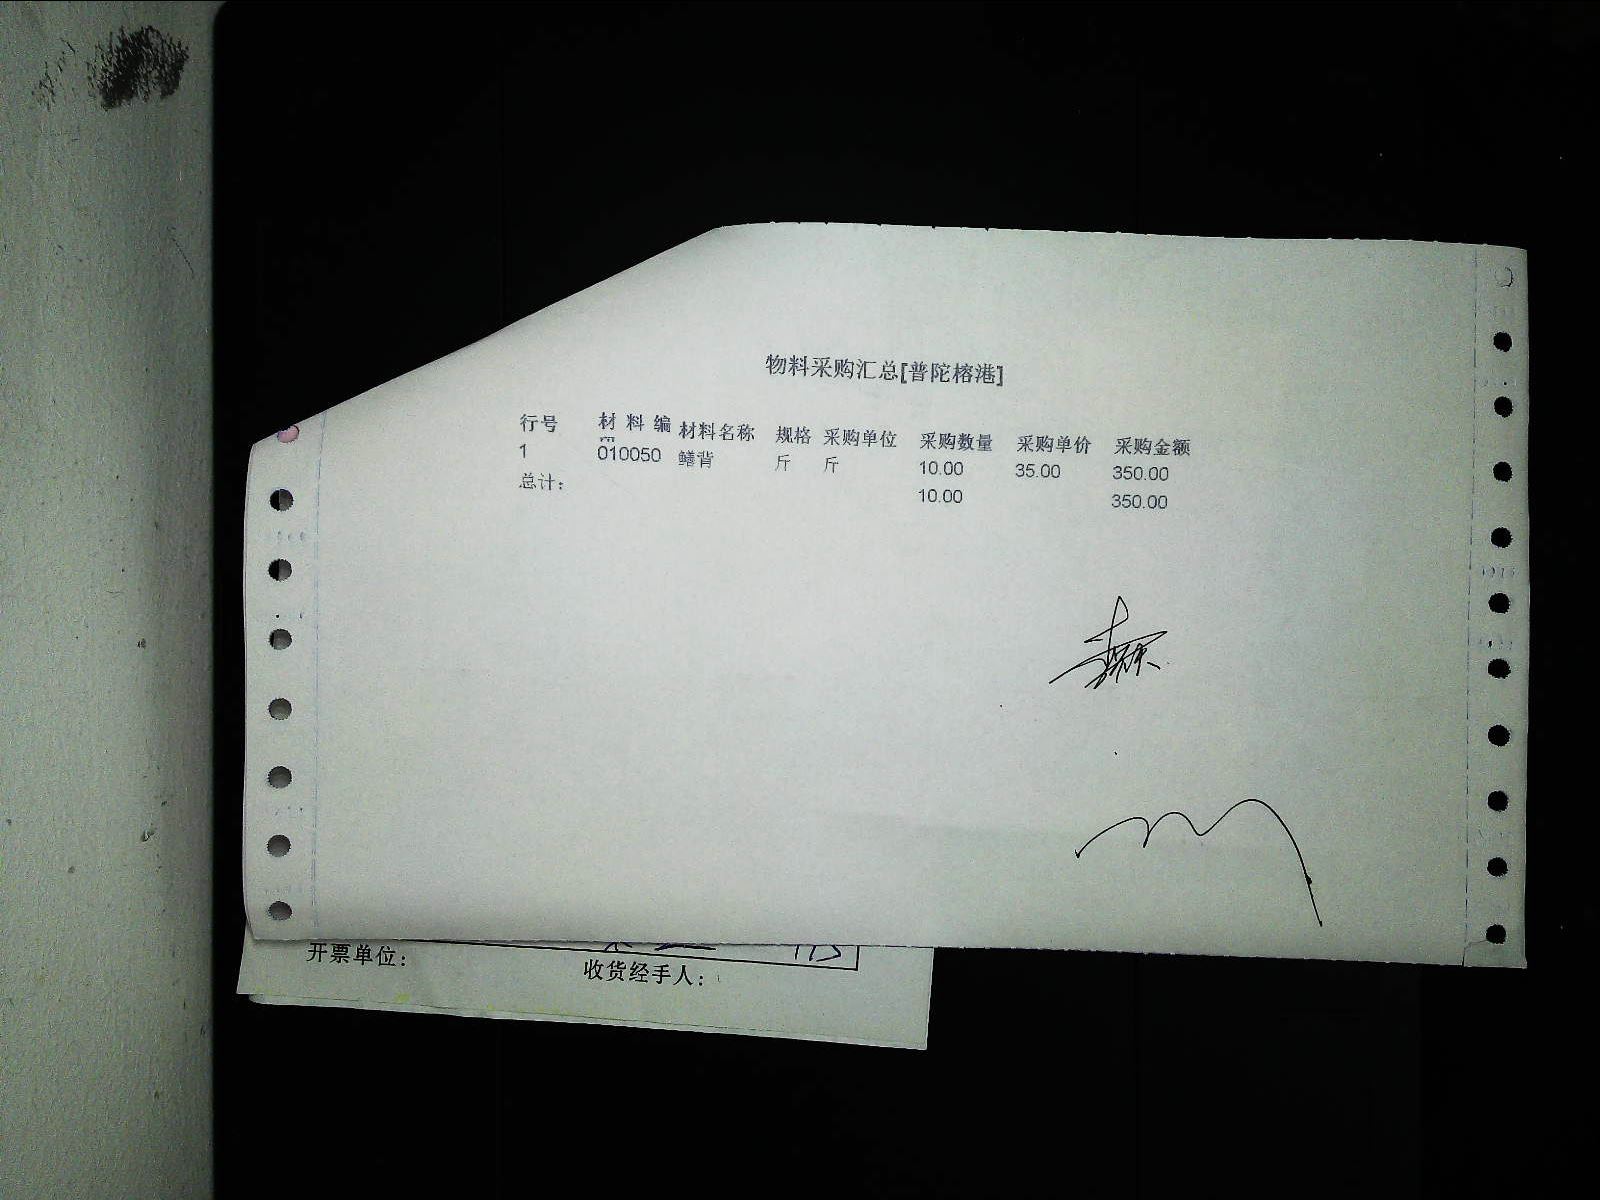 物料采购汇总[普陀榕港]
行号 材料编 材料名称 规格 采购单位 采购数量 采购单价 采购金额
1 010050 鳝背 斤 斤 10.00 35.00 350.00
总计: 10.00 350.00
开票单位:
收货经手人: